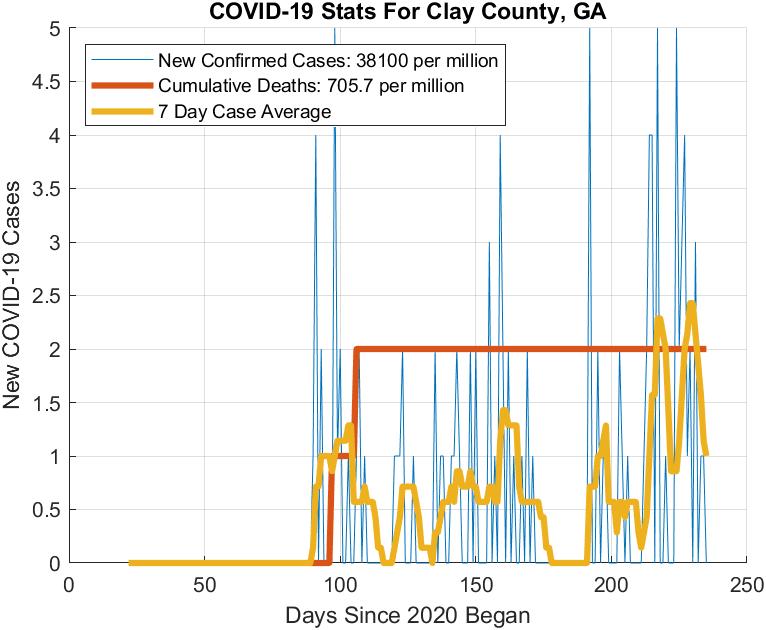 COVID-19 Stats For Clay County, GA
New Confirmed Cases: 38100 per million
Cumulative Deaths: 705.7 per million
7 Day Case Average
New COVID-19 Cases
5
4.5
4
3.5
3
2.5
2
1.5
1
0.5
0
0 50 100 150 200 250
Days Since 2020 Began